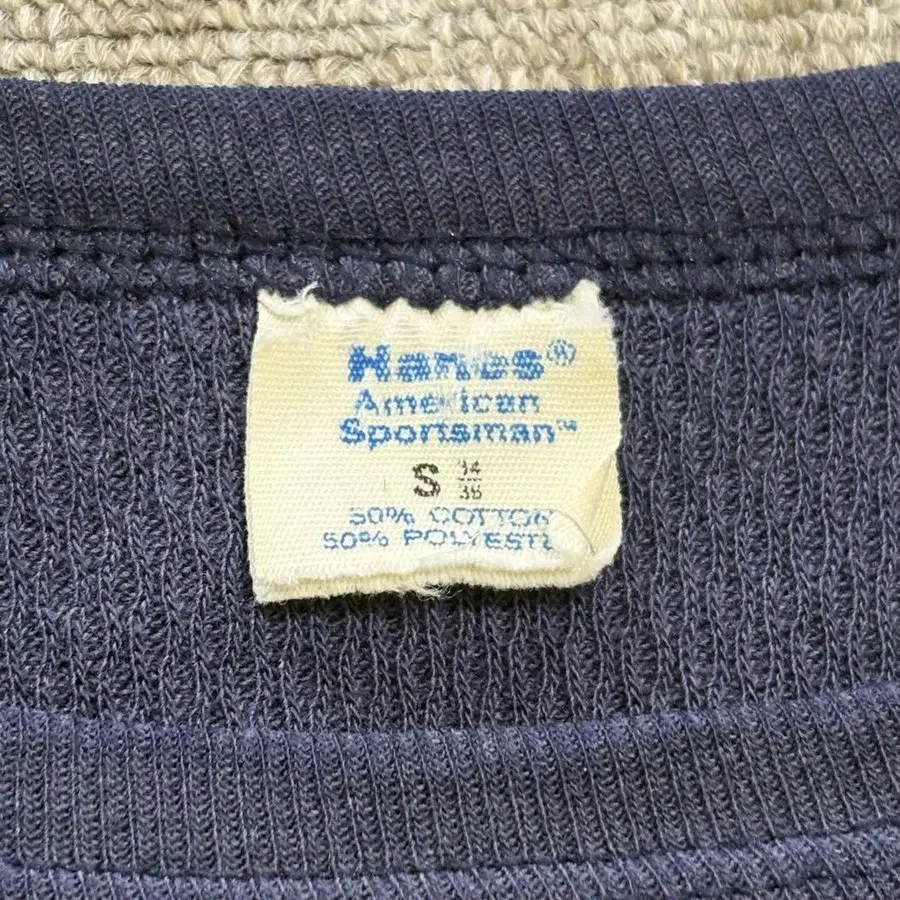 Hanes®
American
Sportsman™
S 34
36
50% COTTON
50% POLYESTE